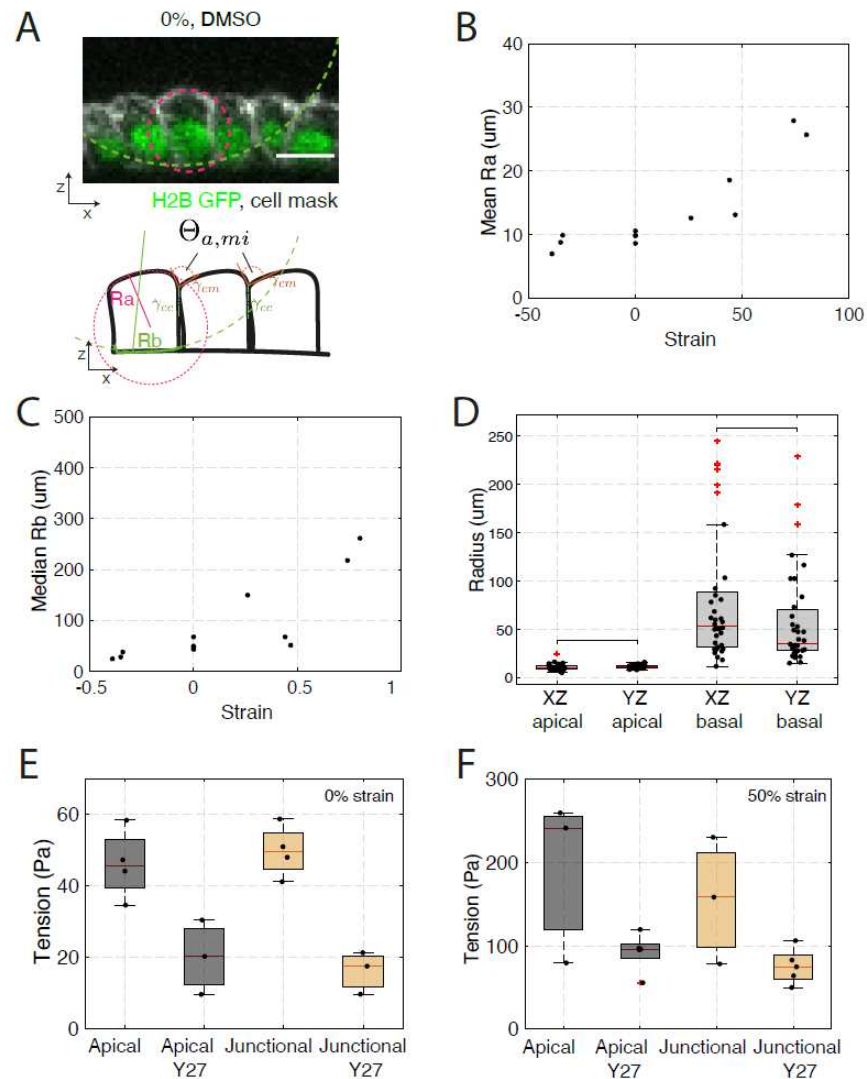 A
0%, DMSO
z
x
H2B GFP, cell mask
Θa,mi
Ra
γcm
γcm
γce
γce
Rb
z
x
B
40
30
20
10
0
Mean Ra (um)
-50
0
50
100
Strain
C
500
400
300
200
100
0
Median Rb (um)
-0.5
0
0.5
1
Strain
D
250
200
150
100
50
0
Radius (um)
XZ YZ XZ YZ
apical apical basal basal
E
0% strain
60
40
20
0
Tension (Pa)
Apical Apical Junctional Junctional
Y27 Y27
F
50% strain
300
200
100
0
Tension (Pa)
Apical Apical Junctional Junctional
Y27 Y27